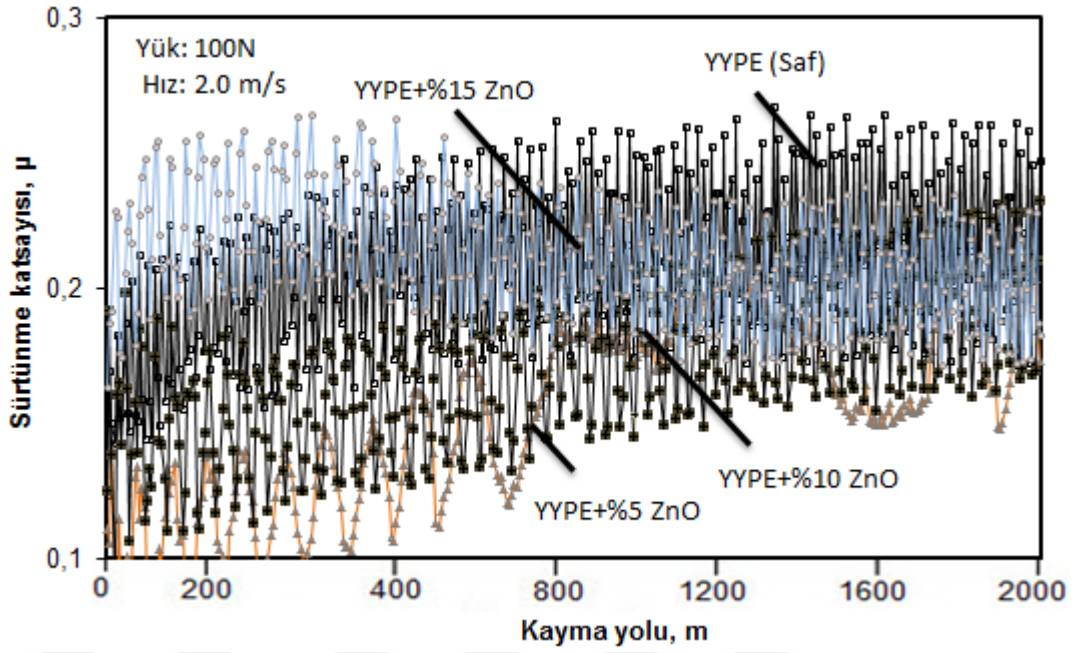 0,3
Yük: 100N
Hız: 2.0 m/s
YYPE+%15 ZnO
YYPE (Saf)
Sürtünme katsayısı, µ
0,2
YYPE+%10 ZnO
YYPE+%5 ZnO
0,1
0 200 400 800 1200 1600 2000
Kayma yolu, m